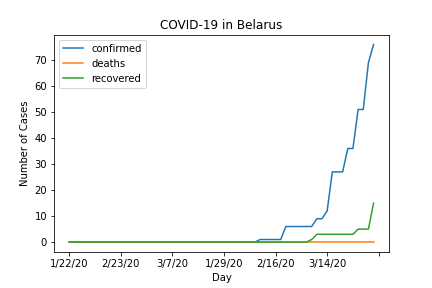 COVID-19 in Belarus
confirmed
deaths
recovered
Number of Cases
70
60
50
40
30
20
10
0
1/22/20 2/23/20 3/7/20 1/29/20 2/16/20 3/14/20
Day